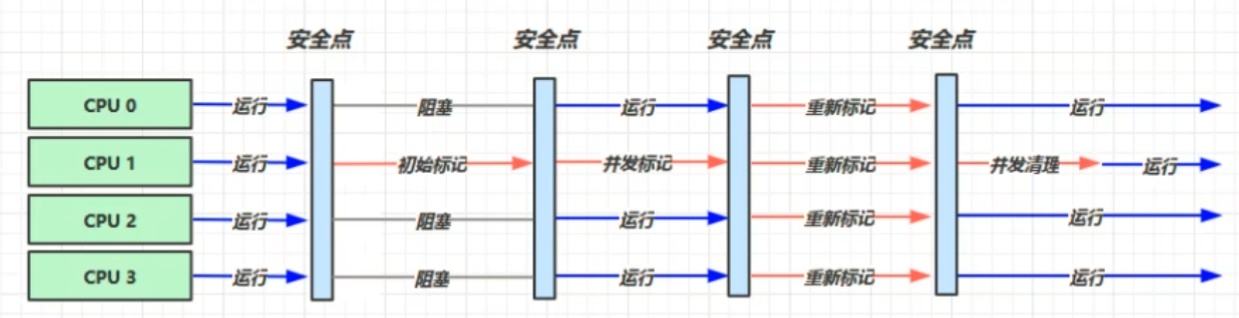 安全点 安全点 安全点 安全点
CPU 0 运行 阻塞 运行 重新标记 运行
CPU 1 运行 初始标记 并发标记 重新标记 并发清理 运行
CPU 2 运行 阻塞 运行 重新标记 运行
CPU 3 运行 阻塞 运行 重新标记 运行